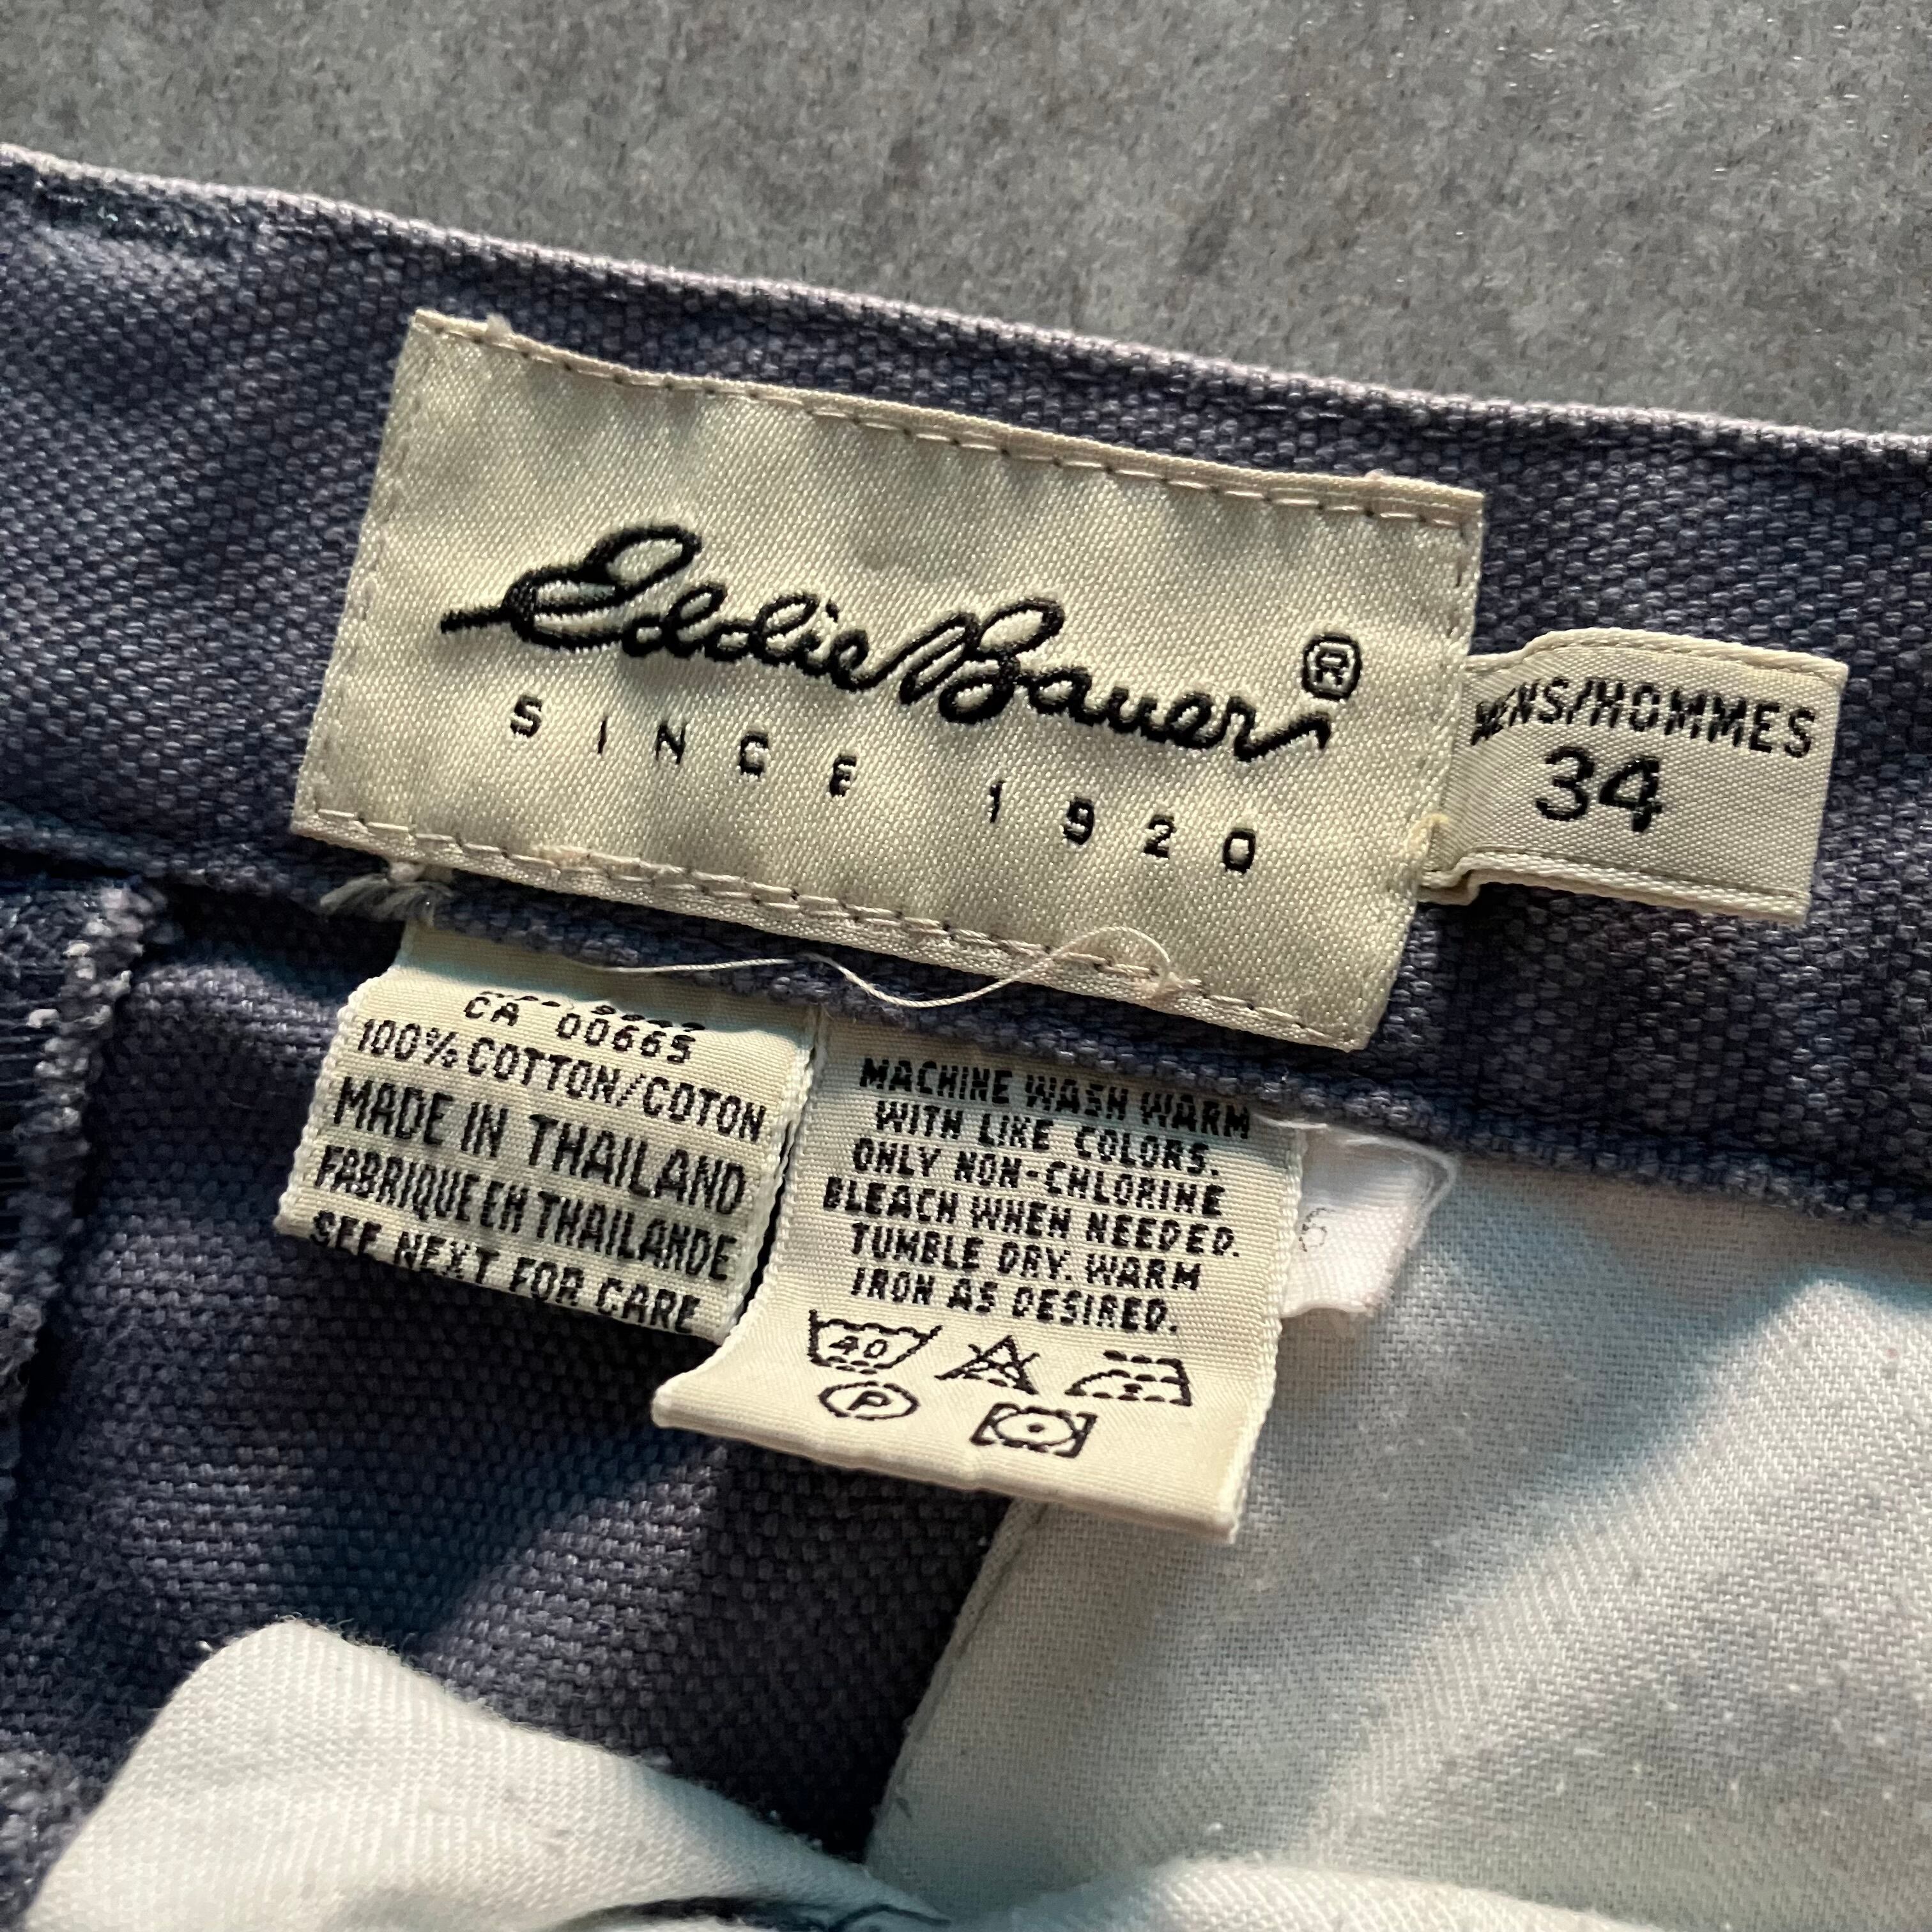 Eddie Bauer®
SINCE 1920
MENS/HOMMES
34
CA 00665
100% COTTON/COTON
MADE IN THAILAND
FABRIQUE EN THAILANDE
SEE NEXT FOR CARE
MACHINE WASH WARM
WITH LIKE COLORS.
ONLY NON-CHLORINE
BLEACH WHEN NEEDED.
TUMBLE DRY. WARM
IRON AS DESIRED.
40
P
6